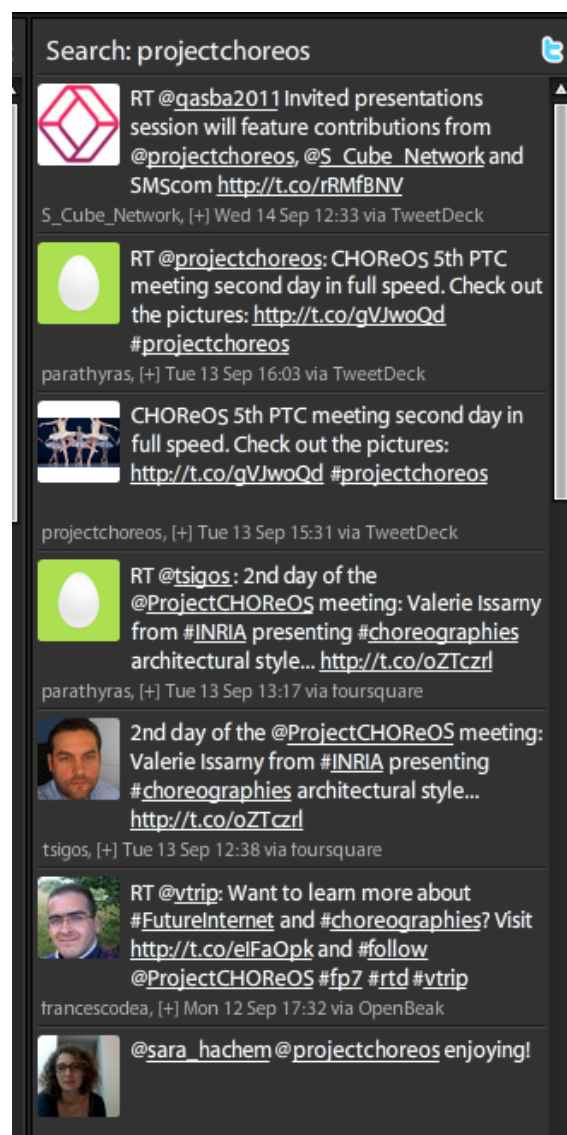 Search: projectchoreos
RT @qasba2011 Invited presentations
session will feature contributions from
@projectchoreos, @S_Cube_Network and
SMScom http://t.co/rRMfBNV
S_Cube_Network, [+] Wed 14 Sep 12:33 via TweetDeck
RT @projectchoreos: CHOReOS 5th PTC
meeting second day in full speed. Check out
the pictures: http://t.co/gVJwoQd
#projectchoreos
parathyras, [+] Tue 13 Sep 16:03 via TweetDeck
CHOReOS 5th PTC meeting second day in
full speed. Check out the pictures:
http://t.co/gVJwoQd #projectchoreos
projectchoreos, [+] Tue 13 Sep 15:31 via TweetDeck
RT @tsigos : 2nd day of the
@ProjectCHOReOS meeting: Valerie Issarny
from #INRIA presenting #choreographies
architectural style... http://t.co/oZTczrl
parathyras, [+] Tue 13 Sep 13:17 via foursquare
2nd day of the @ProjectCHOReOS meeting:
Valerie Issarny from #INRIA presenting
#choreographies architectural style...
http://t.co/oZTczrl
tsigos, [+] Tue 13 Sep 12:38 via foursquare
RT @vtrip: Want to learn more about
#FutureInternet and #choreographies? Visit
http://t.co/eIFaOpk and #follow
@ProjectCHOReOS #fp7 #rtd #vtrip
francescodea, [+] Mon 12 Sep 17:32 via OpenBeak
@sara_hachem @projectchoreos enjoying!